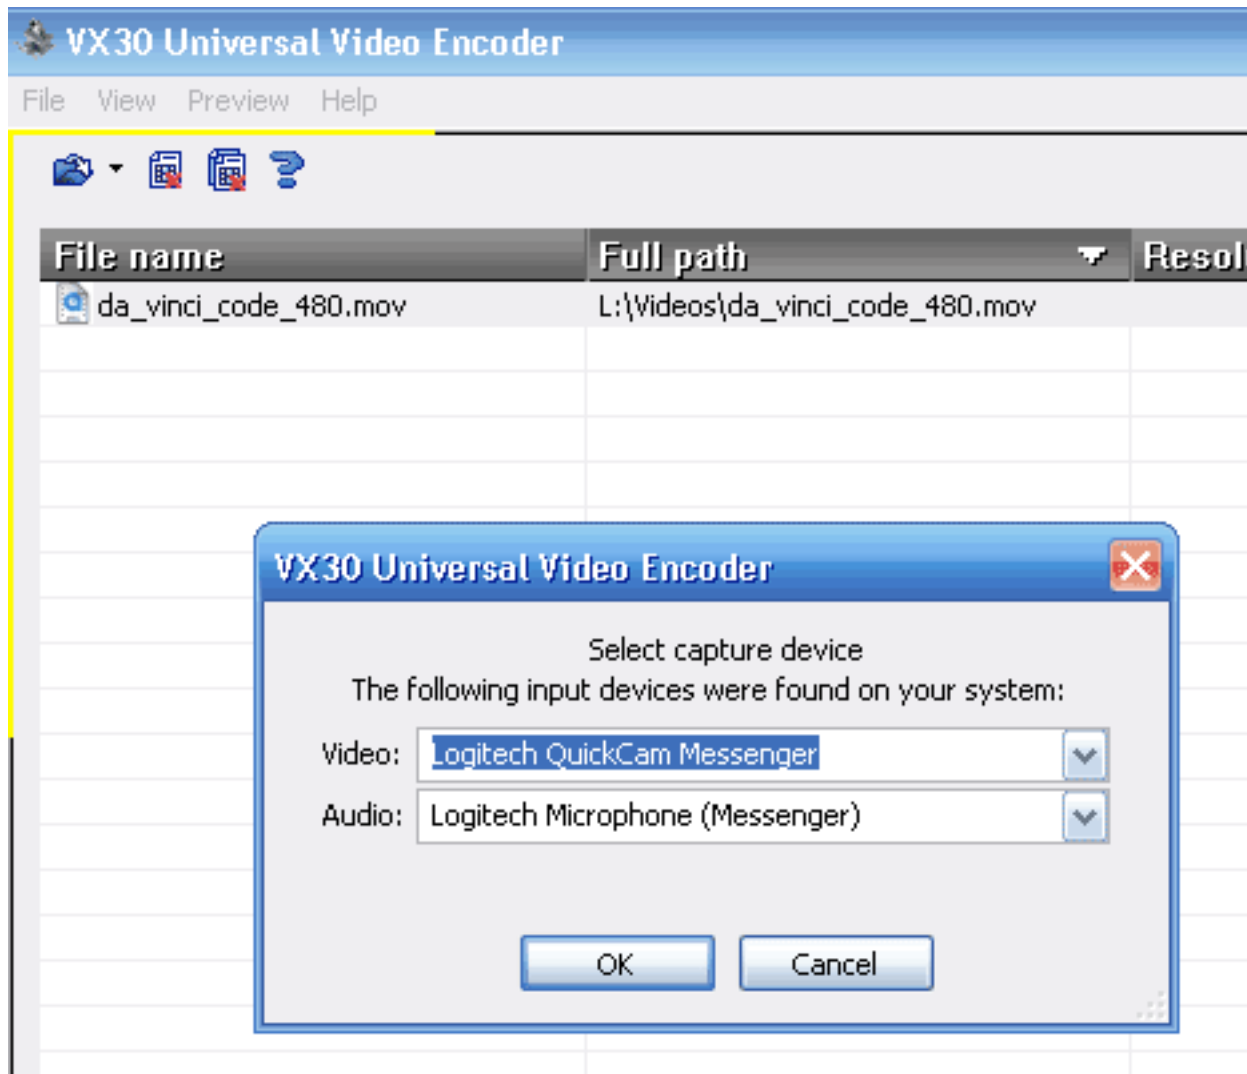 VX30 Universal Video Encoder
File View Preview Help
File name Full path
da_vinci_code_480.mov L:\Videos\da_vinci_code_480.mov
VX30 Universal Video Encoder
Select capture device
The following input devices were found on your system:
Video: Logitech QuickCam Messenger
Audio: Logitech Microphone (Messenger)
OK Cancel